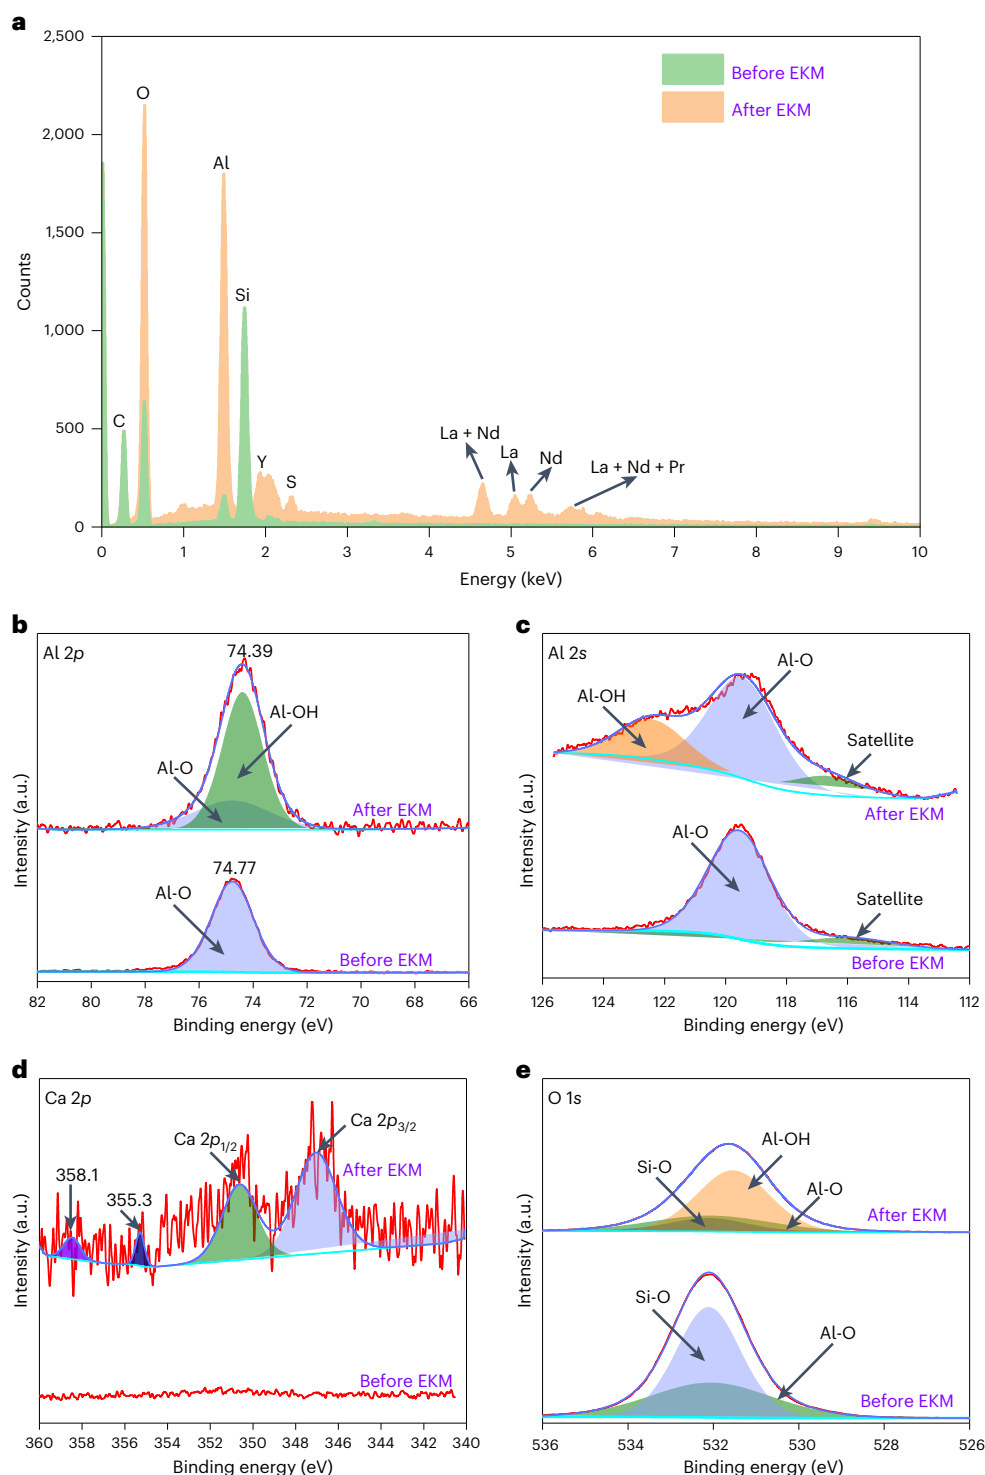 a
2,500
2,000
1,500
1,000
500
0
Counts
O
Al
Si
C
Y
S
La + Nd
La
Nd
La + Nd + Pr
Before EKM
After EKM
0 1 2 3 4 5 6 7 8 9 10
Energy (keV)
b
Al 2p
74.39
Al-OH
Al-O
After EKM
74.77
Al-O
Before EKM
Intensity (a.u.)
82 80 78 76 74 72 70 68 66
Binding energy (eV)
c
Al 2s
Al-O
Al-OH
Satellite
After EKM
Al-O
Satellite
Before EKM
Intensity (a.u.)
126 124 122 120 118 116 114 112
Binding energy (eV)
d
Ca 2p
Ca 2p3/2
Ca 2p1/2
After EKM
358.1
355.3
Before EKM
Intensity (a.u.)
360 358 356 354 352 350 348 346 344 342 340
Binding energy (eV)
e
O 1s
Al-OH
Si-O
Al-O
After EKM
Si-O
Al-O
Before EKM
Intensity (a.u.)
536 534 532 530 528 526
Binding energy (eV)